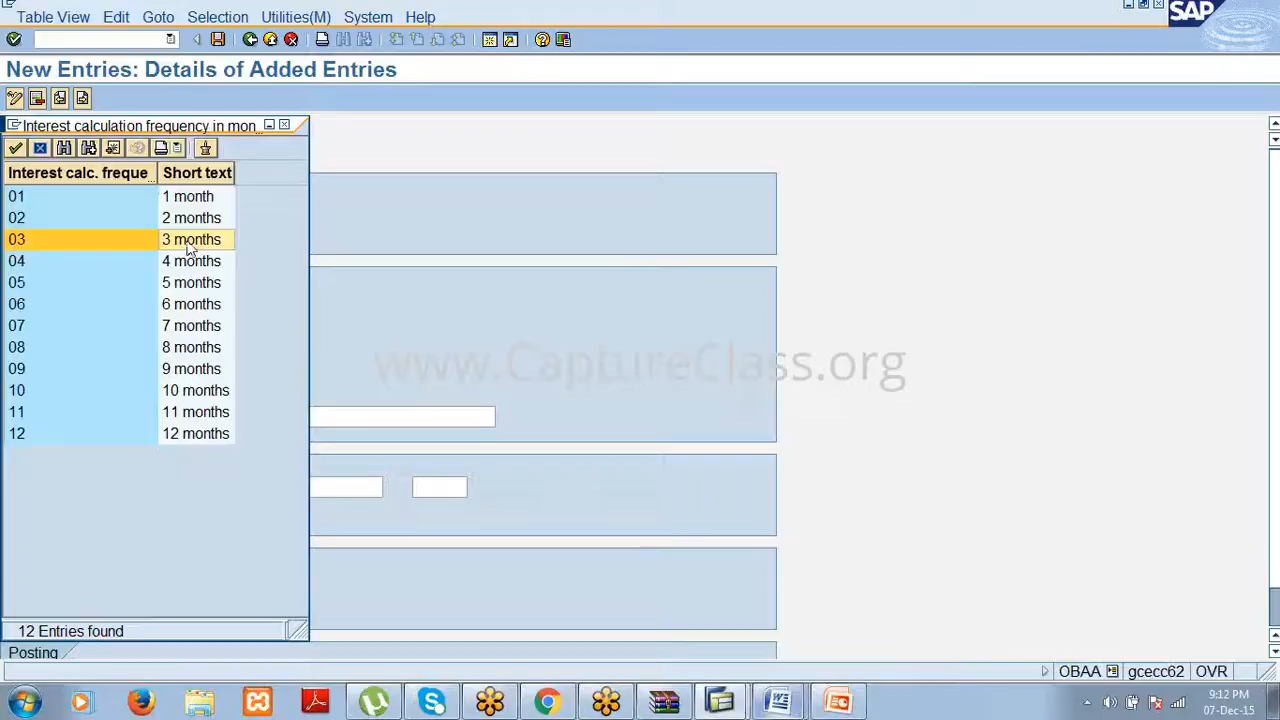 Table View Edit Goto Selection Utilities(M) System Help
SAP
New Entries: Details of Added Entries
Interest calculation frequency in mon
Interest calc. freque... Short text
01 1 month
02 2 months
03 3 months
04 4 months
05 5 months
06 6 months
07 7 months
08 8 months
09 9 months
10 10 months
11 11 months
12 12 months
www.CaptureClass.org
12 Entries found
Posting
OBAA gcecc62 OVR
9:12 PM
07-Dec-15